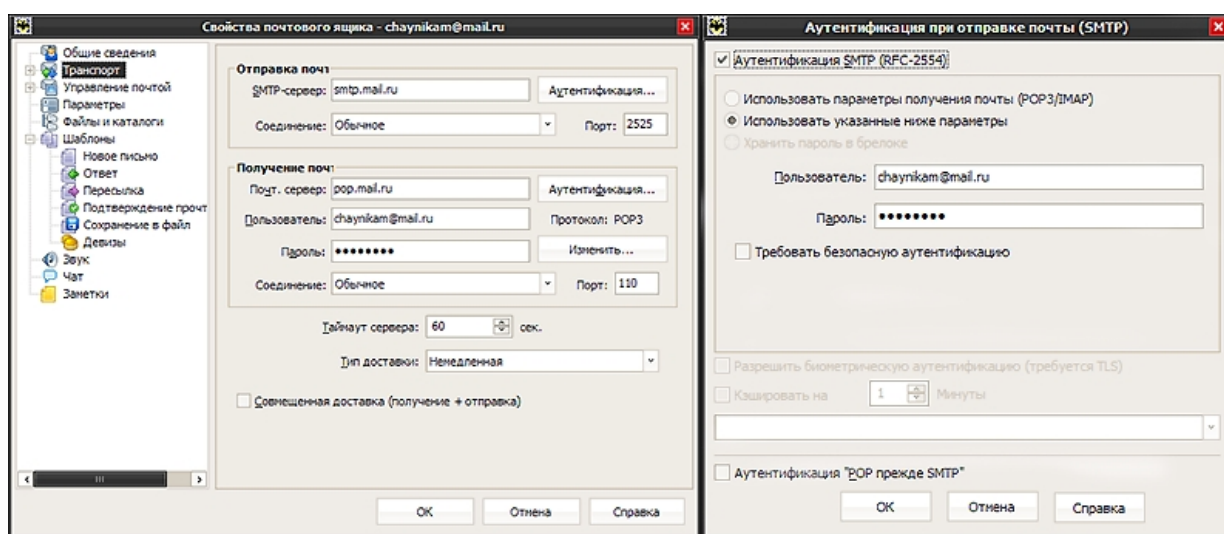 Свойства почтового ящика - chaynikam@mail.ru
Общие сведения
Транспорт
Управление почтой
Параметры
Файлы и каталоги
Шаблоны
Новое письмо
Ответ
Пересылка
Подтверждение прочт
Сохранение в файл
Девизы
Звук
Чат
Заметки
Отправка почт
SMTP-сервер: smtp.mail.ru Аутентификация...
Соединение: Обычное Порт: 2525
Получение почт
Почт. сервер: pop.mail.ru Аутентификация...
Пользователь: chaynikam@mail.ru Протокол: POP3
Пароль: ●●●●●●●● Изменить...
Соединение: Обычное Порт: 110
Таймаут сервера: 60 сек.
Тип доставки: Немедленная
Совмещенная доставка (получение + отправка)
OK Отмена Справка
Аутентификация при отправке почты (SMTP)
Аутентификация SMTP (RFC-2554)
Использовать параметры получения почты (POP3/IMAP)
Использовать указанные ниже параметры
Хранить пароль в брелоке
Пользователь: chaynikam@mail.ru
Пароль: ●●●●●●●●
Требовать безопасную аутентификацию
Разрешить биометрическую аутентификацию (требуется TLS)
Кэшировать на 1 Минуты
Аутентификация "POP прежде SMTP"
OK Отмена Справка